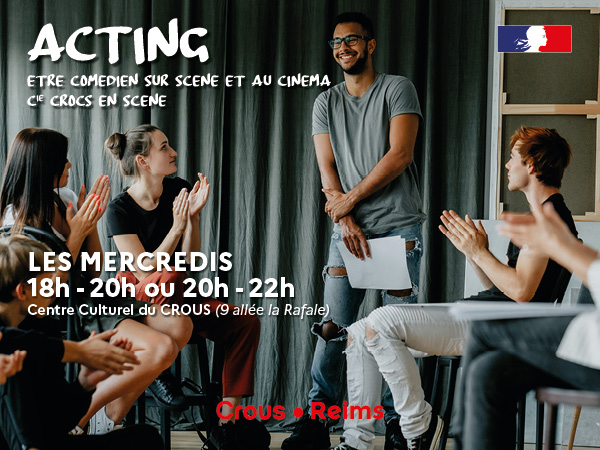 ACTING
ETRE COMEDIEN SUR SCENE ET AU CINEMA
CIE CROCS EN SCENE
LES MERCREDIS
18h - 20h ou 20h - 22h
Centre Culturel du CROUS (9 allée la Rafale)
Crous • Reims